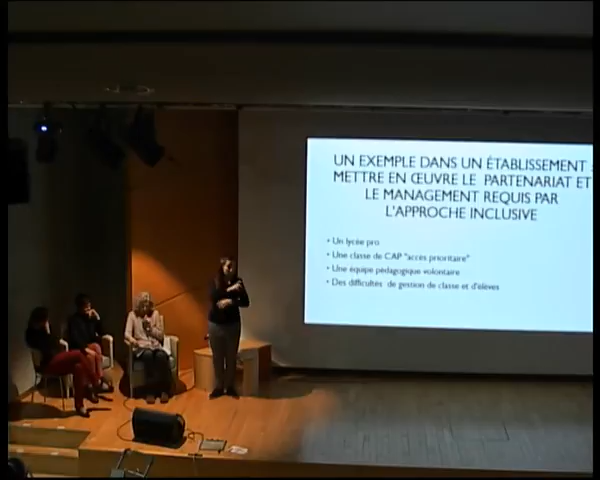 UN EXEMPLE DANS UN ÉTABLISSEMENT :
METTRE EN ŒUVRE LE PARTENARIAT ET
LE MANAGEMENT REQUIS PAR
L'APPROCHE INCLUSIVE
• Un lycée pro
• Une classe de CAP "accès prioritaire"
• Une équipe pédagogique volontaire
• Des difficultés de gestion de classe et d'élèves